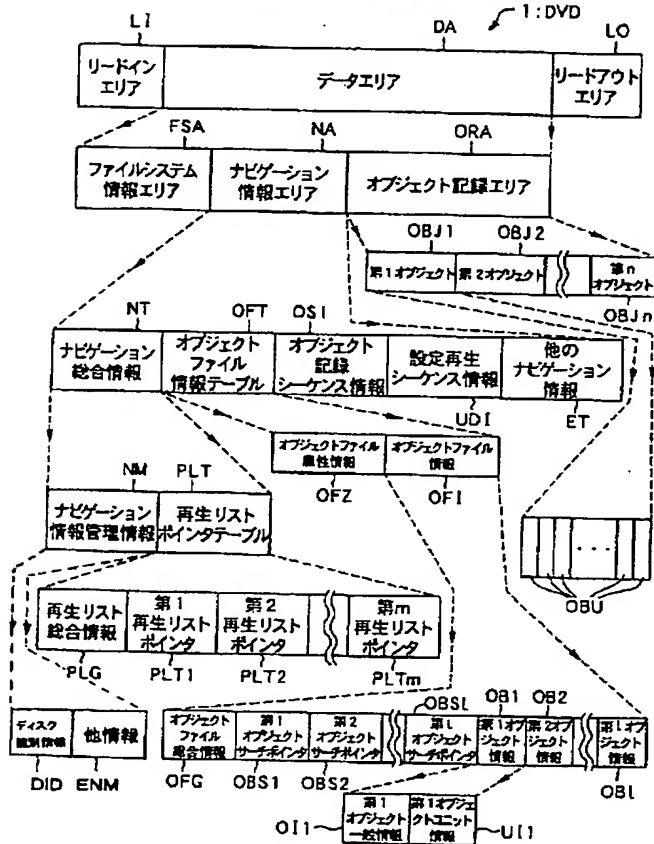 1:DVD
LI
DA
LO
リードイン
エリア
データエリア
リードアウト
エリア
FSA
NA
ORA
ファイルシステム
情報エリア
ナビゲーション
情報エリア
オブジェクト記録エリア
OBJ1
OBJ2
第1オブジェクト
第2オブジェクト
第n
オブジェクト
OBJn
NT
OFT
OSI
ナビゲーション
総合情報
オブジェクト
ファイル
情報テーブル
オブジェクト
記録
シーケンス情報
設定再生
シーケンス情報
他の
ナビゲーション
情報
UDI
ET
オブジェクトファイル
属性情報
オブジェクトファイル
情報
OFZ
OFI
NM
PLT
ナビゲーション
情報管理情報
再生リスト
ポインタテーブル
....
OBU
再生リスト
総合情報
第1
再生リスト
ポインタ
第2
再生リスト
ポインタ
第m
再生リスト
ポインタ
PLG
PLT1
PLT2
PLTm
OBSl
OB1
OB2
ディスク
識別情報
他情報
DID
ENM
オブジェクト
ファイル
総合情報
第1
オブジェクト
サーチポインタ
第2
オブジェクト
サーチポインタ
第l
オブジェクト
サーチポインタ
第1オブ
ジェクト
情報
第2オブ
ジェクト
情報
第lオブ
ジェクト
情報
OFG
OBS1
OBS2
OBl
第1
オブジェクト
一般情報
第1オブジェ
クトユニット
情報
OI1
UI1